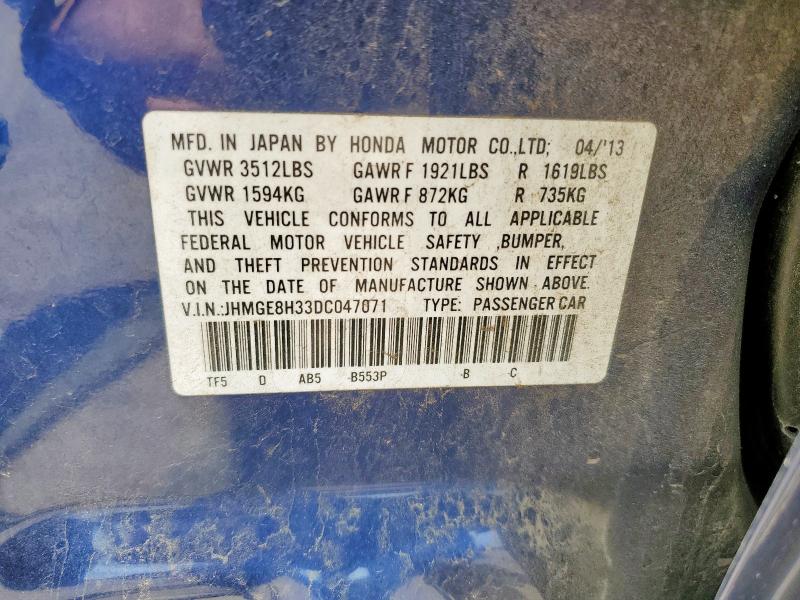 MFD. IN JAPAN BY HONDA MOTOR CO.,LTD; 04/'13
GVWR 3512LBS GAWR F 1921LBS R 1619LBS
GVWR 1594KG GAWR F 872KG R 735KG
THIS VEHICLE CONFORMS TO ALL APPLICABLE
FEDERAL MOTOR VEHICLE SAFETY ,BUMPER,
AND THEFT PREVENTION STANDARDS IN EFFECT
ON THE DATE OF MANUFACTURE SHOWN ABOVE.
V.I.N.:JHMGE8H33DC047071 TYPE: PASSENGER CAR
TF5 D AB5 B553P B C